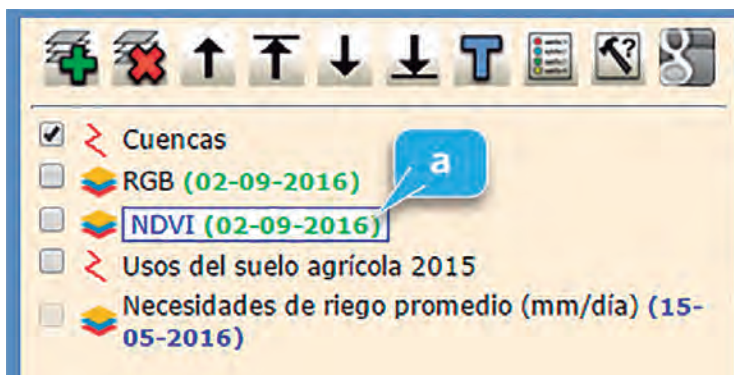 T
Cuencas
a
RGB (02-09-2016)
NDVI (02-09-2016)
Usos del suelo agrícola 2015
Necesidades de riego promedio (mm/día) (15-
05-2016)